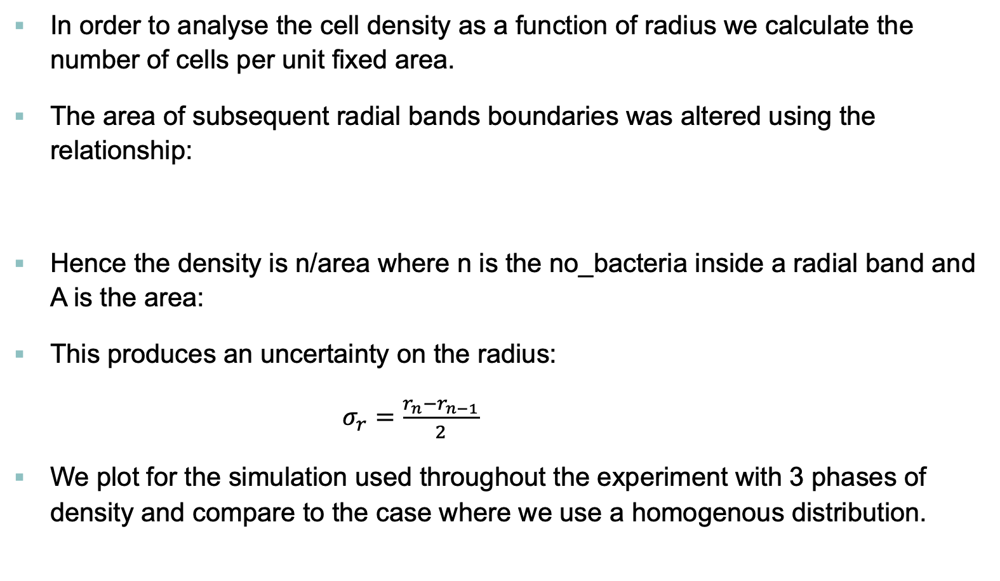 ▪ In order to analyse the cell density as a function of radius we calculate the
number of cells per unit fixed area.
▪ The area of subsequent radial bands boundaries was altered using the
relationship:
▪ Hence the density is n/area where n is the no_bacteria inside a radial band and
A is the area:
▪ This produces an uncertainty on the radius:
σᵣ = (rₙ−rₙ₋₁)/2
▪ We plot for the simulation used throughout the experiment with 3 phases of
density and compare to the case where we use a homogenous distribution.